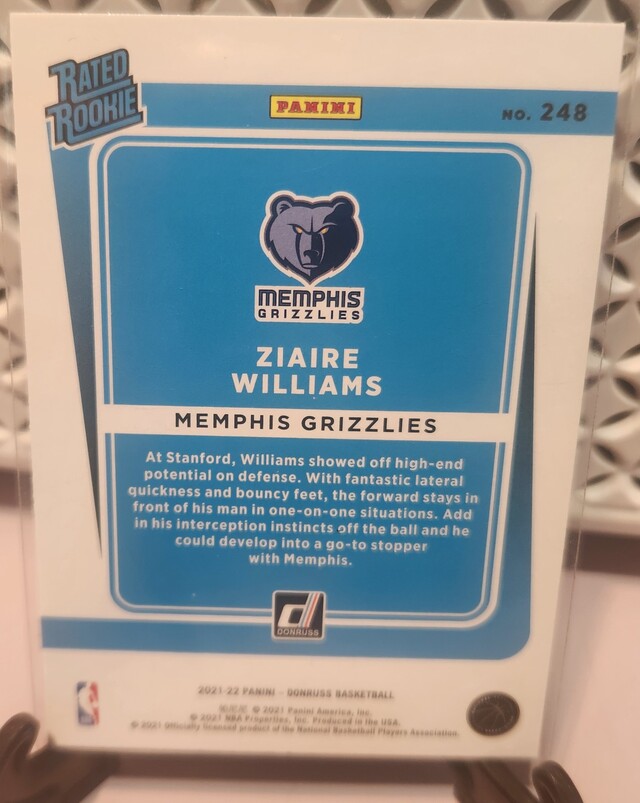 RATED
ROOKIE
PANINI
NO. 248
MEMPHIS
GRIZZLIES
ZIAIRE
WILLIAMS
MEMPHIS GRIZZLIES
At Stanford, Williams showed off high-end
potential on defense. With fantastic lateral
quickness and bouncy feet, the forward stays in
front of his man in one-on-one situations. Add
in his interception instincts off the ball and he
could develop into a go-to stopper
with Memphis.
DONRUSS
2021-22 PANINI – DONRUSS BASKETBALL
© 2021 Panini America, Inc.
© 2021 NBA Properties, Inc. Produced in the USA.
© 2021 Officially licensed product of the National Basketball Players Association.